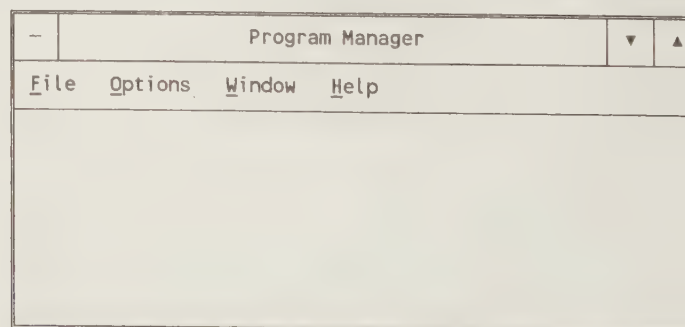 — Program Manager ▼ ▲
File Options Window Help